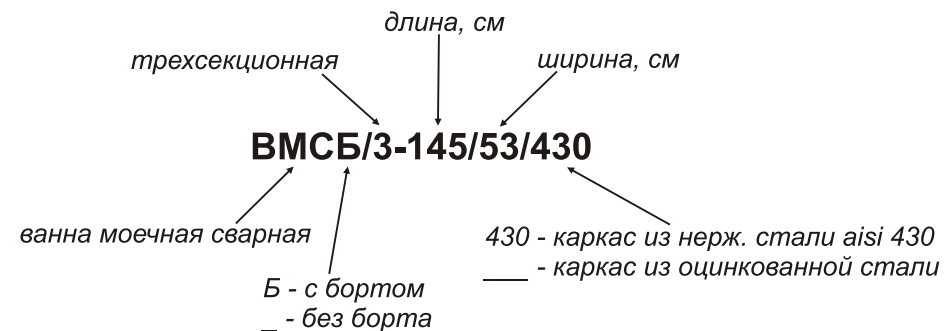 длина, см
трехсекционная
ширина, см
ВМСБ/3-145/53/430
ванна моечная сварная
430 - каркас из нерж. стали aisi 430
___ - каркас из оцинкованной стали
Б - с бортом
_ - без борта